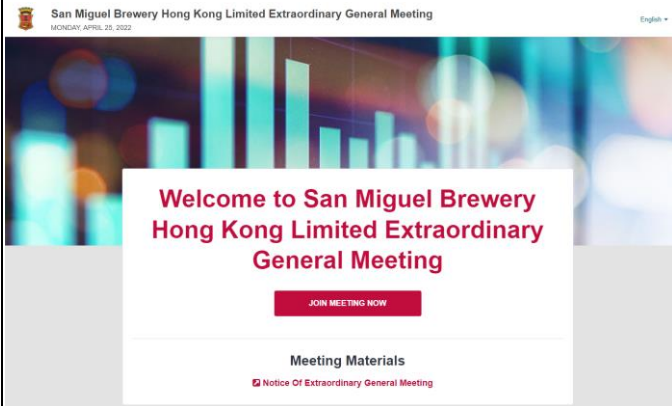 San Miguel Brewery Hong Kong Limited Extraordinary General Meeting
MONDAY, APRIL 25, 2022
English
Welcome to San Miguel Brewery
Hong Kong Limited Extraordinary
General Meeting
JOIN MEETING NOW
Meeting Materials
Notice Of Extraordinary General Meeting